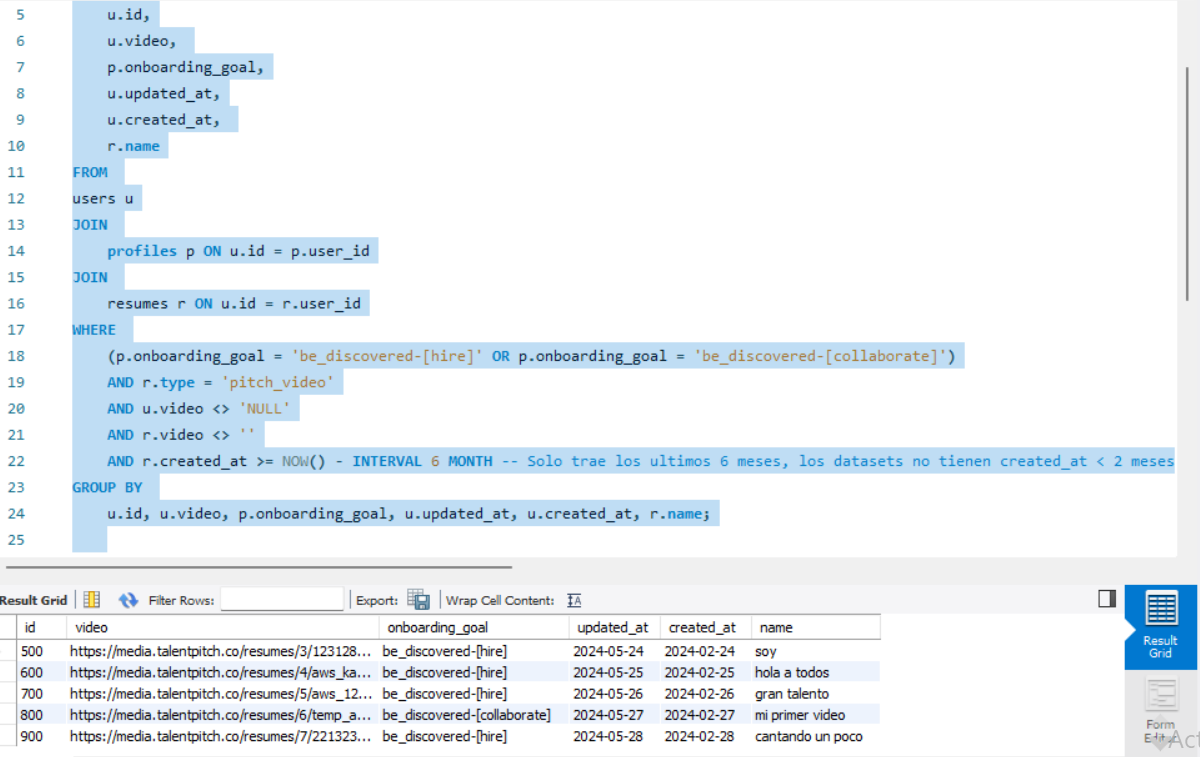 5 u.id,
6 u.video,
7 p.onboarding_goal,
8 u.updated_at,
9 u.created_at,
10 r.name
11 FROM
12 users u
13 JOIN
14 profiles p ON u.id = p.user_id
15 JOIN
16 resumes r ON u.id = r.user_id
17 WHERE
18 (p.onboarding_goal = 'be_discovered-[hire]' OR p.onboarding_goal = 'be_discovered-[collaborate]')
19 AND r.type = 'pitch_video'
20 AND u.video <> 'NULL'
21 AND r.video <> ''
22 AND r.created_at >= NOW() - INTERVAL 6 MONTH -- Solo trae los ultimos 6 meses, los datasets no tienen created_at < 2 meses
23 GROUP BY
24 u.id, u.video, p.onboarding_goal, u.updated_at, u.created_at, r.name;
25
Result Grid Filter Rows: Export: Wrap Cell Content: IA
id video onboarding_goal updated_at created_at name
500 https://media.talentpitch.co/resumes/3/123128... be_discovered-[hire] 2024-05-24 2024-02-24 soy
600 https://media.talentpitch.co/resumes/4/aws_ka... be_discovered-[hire] 2024-05-25 2024-02-25 hola a todos
700 https://media.talentpitch.co/resumes/5/aws_12... be_discovered-[hire] 2024-05-26 2024-02-26 gran talento
800 https://media.talentpitch.co/resumes/6/temp_a... be_discovered-[collaborate] 2024-05-27 2024-02-27 mi primer video
900 https://media.talentpitch.co/resumes/7/221323... be_discovered-[hire] 2024-05-28 2024-02-28 cantando un poco
Result
Grid
Form
Editor
Act